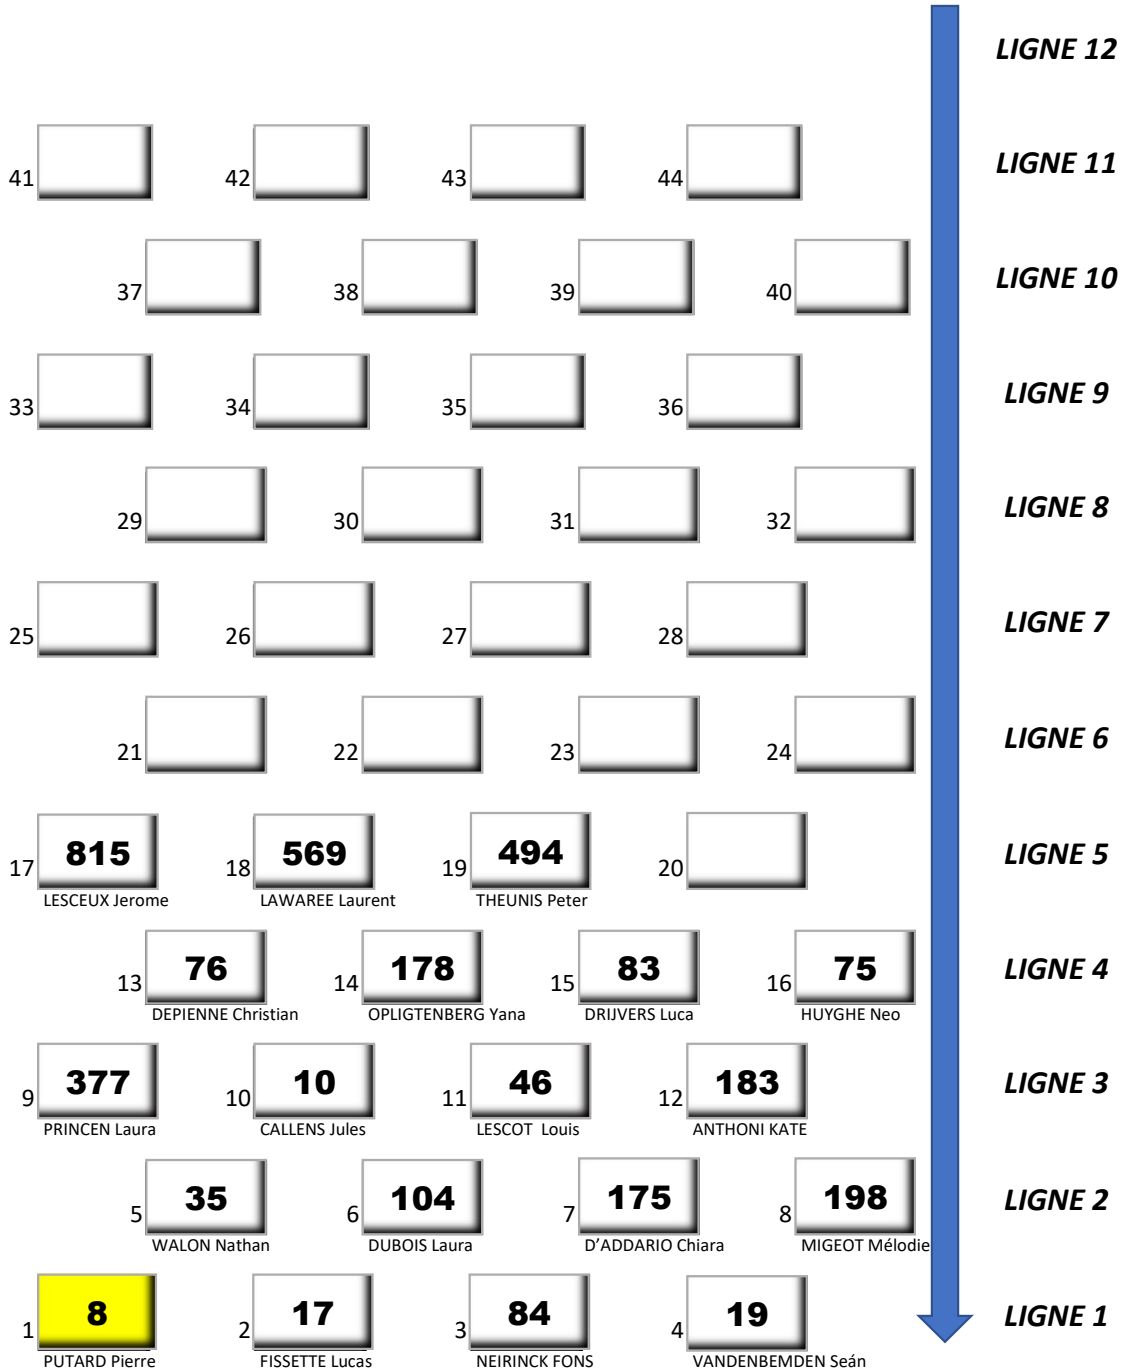 LIGNE 12
41 42 43 44 LIGNE 11
37 38 39 40 LIGNE 10
33 34 35 36 LIGNE 9
29 30 31 32 LIGNE 8
25 26 27 28 LIGNE 7
21 22 23 24 LIGNE 6
17 815 18 569 19 494 20 LIGNE 5
LESCEUX Jerome LAWAREE Laurent THEUNIS Peter
13 76 14 178 15 83 16 75 LIGNE 4
DEPIENNE Christian OPLIGTENBERG Yana DRIJVERS Luca HUYGHE Neo
9 377 10 10 11 46 12 183 LIGNE 3
PRINCEN Laura CALLENS Jules LESCOT Louis ANTHONI KATE
5 35 6 104 7 175 8 198 LIGNE 2
WALON Nathan DUBOIS Laura D'ADDARIO Chiara MIGEOT Mélodie
1 8 2 17 3 84 4 19 LIGNE 1
PUTARD Pierre FISSETTE Lucas NEIRINCK FONS VANDENBEMDEN Seán